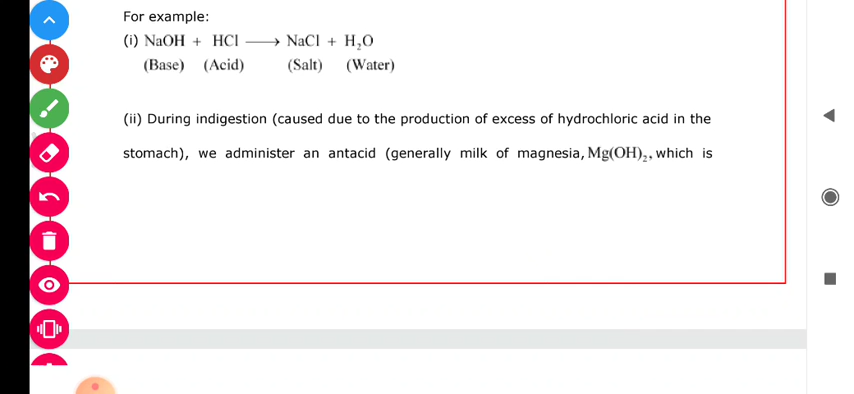 For example:
(i) NaOH + HCl ⟶ NaCl + H₂O
(Base) (Acid) (Salt) (Water)
(ii) During indigestion (caused due to the production of excess of hydrochloric acid in the
stomach), we administer an antacid (generally milk of magnesia, Mg(OH)₂, which is